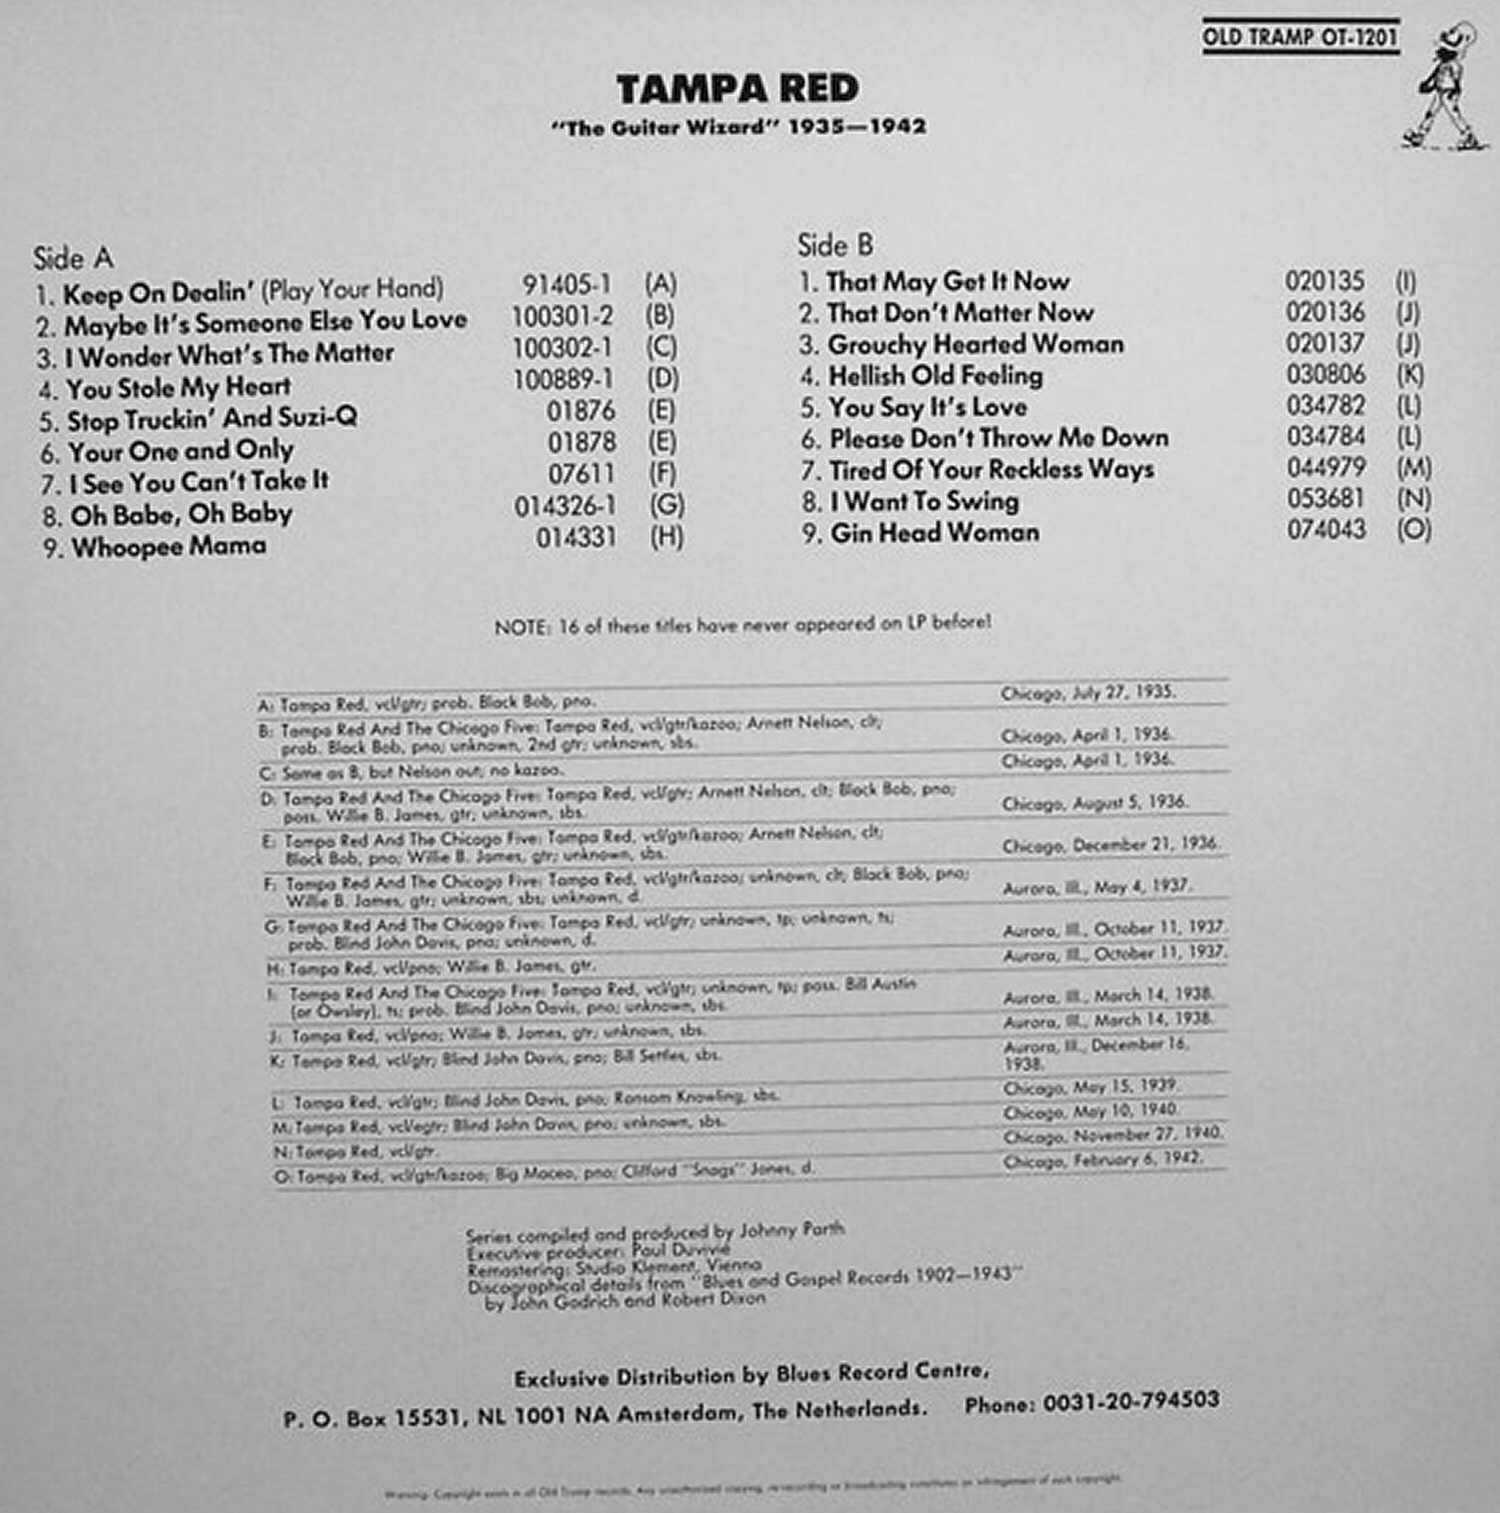 OLD TRAMP OT-1201
TAMPA RED
"The Guitar Wizard" 1935—1942
Side A
1. Keep On Dealin' (Play Your Hand) 91405-1 (A)
2. Maybe It's Someone Else You Love 100301-2 (B)
3. I Wonder What's The Matter 100302-1 (C)
4. You Stole My Heart 100889-1 (D)
5. Stop Truckin' And Suzi-Q 01876 (E)
6. Your One and Only 01878 (E)
7. I See You Can't Take It 07611 (F)
8. Oh Babe, Oh Baby 014326-1 (G)
9. Whoopee Mama 014331 (H)
Side B
1. That May Get It Now 020135 (I)
2. That Don't Matter Now 020136 (J)
3. Grouchy Hearted Woman 020137 (J)
4. Hellish Old Feeling 030806 (K)
5. You Say It's Love 034782 (L)
6. Please Don't Throw Me Down 034784 (L)
7. Tired Of Your Reckless Ways 044979 (M)
8. I Want To Swing 053681 (N)
9. Gin Head Woman 074043 (O)
NOTE: 16 of these titles have never appeared on LP before!
A: Tampa Red, vcl/gtr; prob. Black Bob, pno. Chicago, July 27, 1935.
B: Tampa Red And The Chicago Five: Tampa Red, vcl/gtr/kazoo; Arnett Nelson, clt;
prob. Black Bob, pno; unknown, 2nd gtr; unknown, sbs. Chicago, April 1, 1936.
C: Same as B, but Nelson out; no kazoo. Chicago, April 1, 1936.
D: Tampa Red And The Chicago Five: Tampa Red, vcl/gtr; Arnett Nelson, clt; Black Bob, pno;
poss. Willie B. James, gtr; unknown, sbs. Chicago, August 5, 1936.
E: Tampa Red And The Chicago Five: Tampa Red, vcl/gtr/kazoo; Arnett Nelson, clt;
Black Bob, pno; Willie B. James, gtr; unknown, sbs. Chicago, December 21, 1936.
F: Tampa Red And The Chicago Five: Tampa Red, vcl/gtr/kazoo; unknown, clt; Black Bob, pno;
Willie B. James, gtr; unknown, sbs; unknown, d. Aurora, Ill., May 4, 1937.
G: Tampa Red And The Chicago Five: Tampa Red, vcl/gtr; unknown, tp; unknown, ts;
prob. Blind John Davis, pno; unknown, d. Aurora, Ill., October 11, 1937.
H: Tampa Red, vcl/pno; Willie B. James, gtr. Aurora, Ill., October 11, 1937.
I: Tampa Red And The Chicago Five: Tampa Red, vcl/gtr; unknown, tp; poss. Bill Austin
(or Owsley), ts; prob. Blind John Davis, pno; unknown, sbs. Aurora, Ill., March 14, 1938.
J: Tampa Red, vcl/pno; Willie B. James, gtr; unknown, sbs. Aurora, Ill., March 14, 1938.
K: Tampa Red, vcl/gtr; Blind John Davis, pno; Bill Settles, sbs. Aurora, Ill., December 16,
1938.
L: Tampa Red, vcl/gtr; Blind John Davis, pno; Ransom Knowling, sbs. Chicago, May 15, 1939.
M: Tampa Red, vcl/egtr; Blind John Davis, pno; unknown, sbs. Chicago, May 10, 1940.
N: Tampa Red, vcl/gtr. Chicago, November 27, 1940.
O: Tampa Red, vcl/gtr/kazoo; Big Maceo, pno; Clifford "Snags" Jones, d. Chicago, February 6, 1942.
Series compiled and produced by Johnny Parth
Executive producer: Paul Duvivié
Remastering: Studio Klement, Vienna
Discographical details from "Blues and Gospel Records 1902—1943"
by John Godrich and Robert Dixon
Exclusive Distribution by Blues Record Centre,
P. O. Box 15531, NL 1001 NA Amsterdam, The Netherlands. Phone: 0031-20-794503
Warning: Copyright exists in all Old Tramp records. Any unauthorized copying, re-recording or broadcasting constitutes an infringement of such copyright.